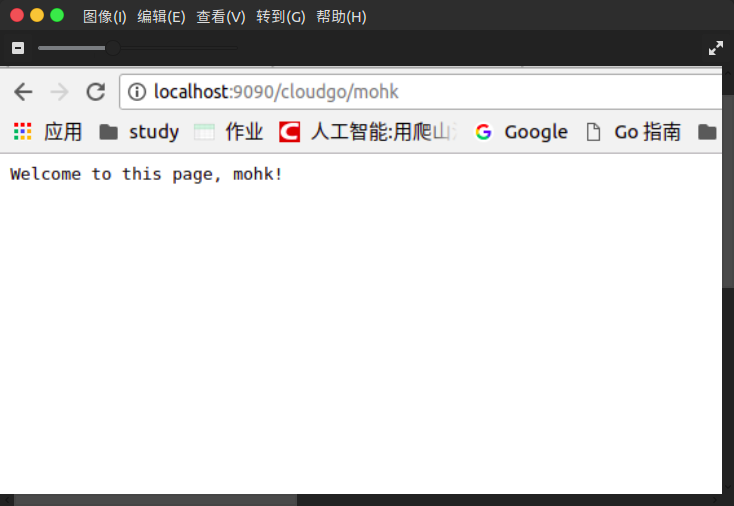 图像(I) 编辑(E) 查看(V) 转到(G) 帮助(H)
localhost:9090/cloudgo/mohk
应用 study 作业 人工智能:用爬山 Google Go 指南
Welcome to this page, mohk!